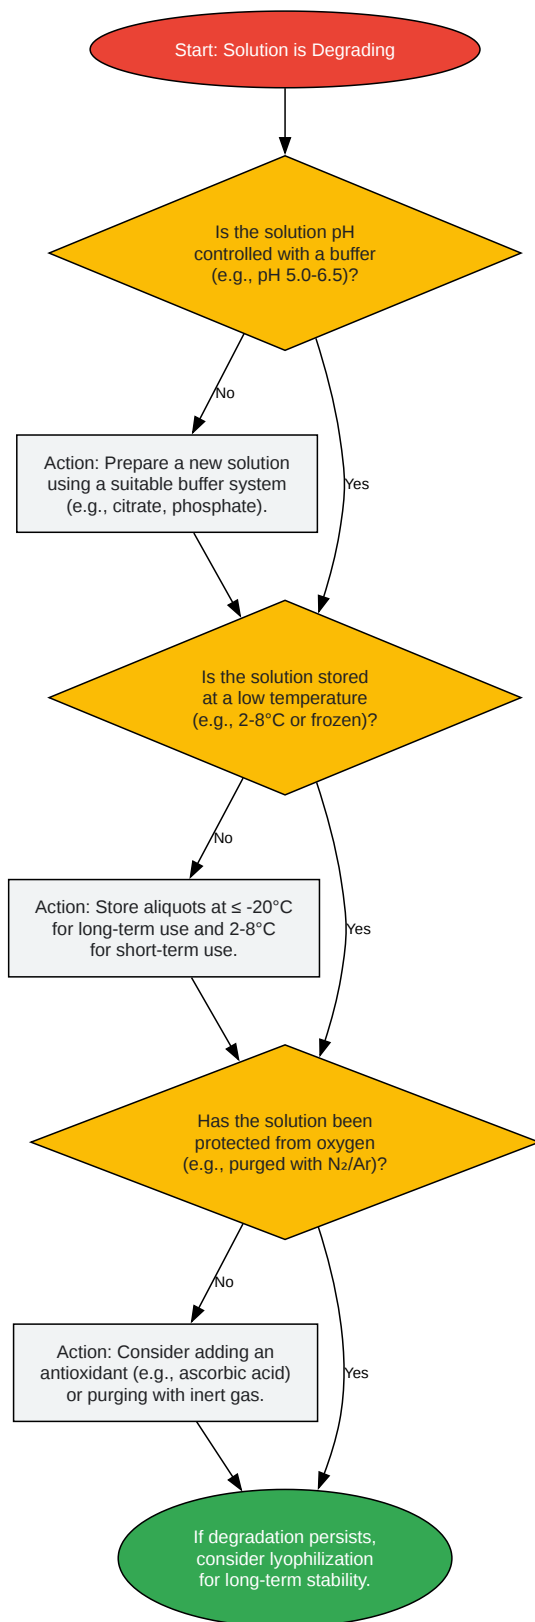 Start: Solution is Degrading
Is the solution pH
controlled with a buffer
(e.g., pH 5.0-6.5)?
No
Yes
Action: Prepare a new solution
using a suitable buffer system
(e.g., citrate, phosphate).
Is the solution stored
at a low temperature
(e.g., 2-8°C or frozen)?
No
Yes
Action: Store aliquots at ≤ -20°C
for long-term use and 2-8°C
for short-term use.
Has the solution been
protected from oxygen
(e.g., purged with N₂/Ar)?
No
Yes
Action: Consider adding an
antioxidant (e.g., ascorbic acid)
or purging with inert gas.
If degradation persists,
consider lyophilization
for long-term stability.